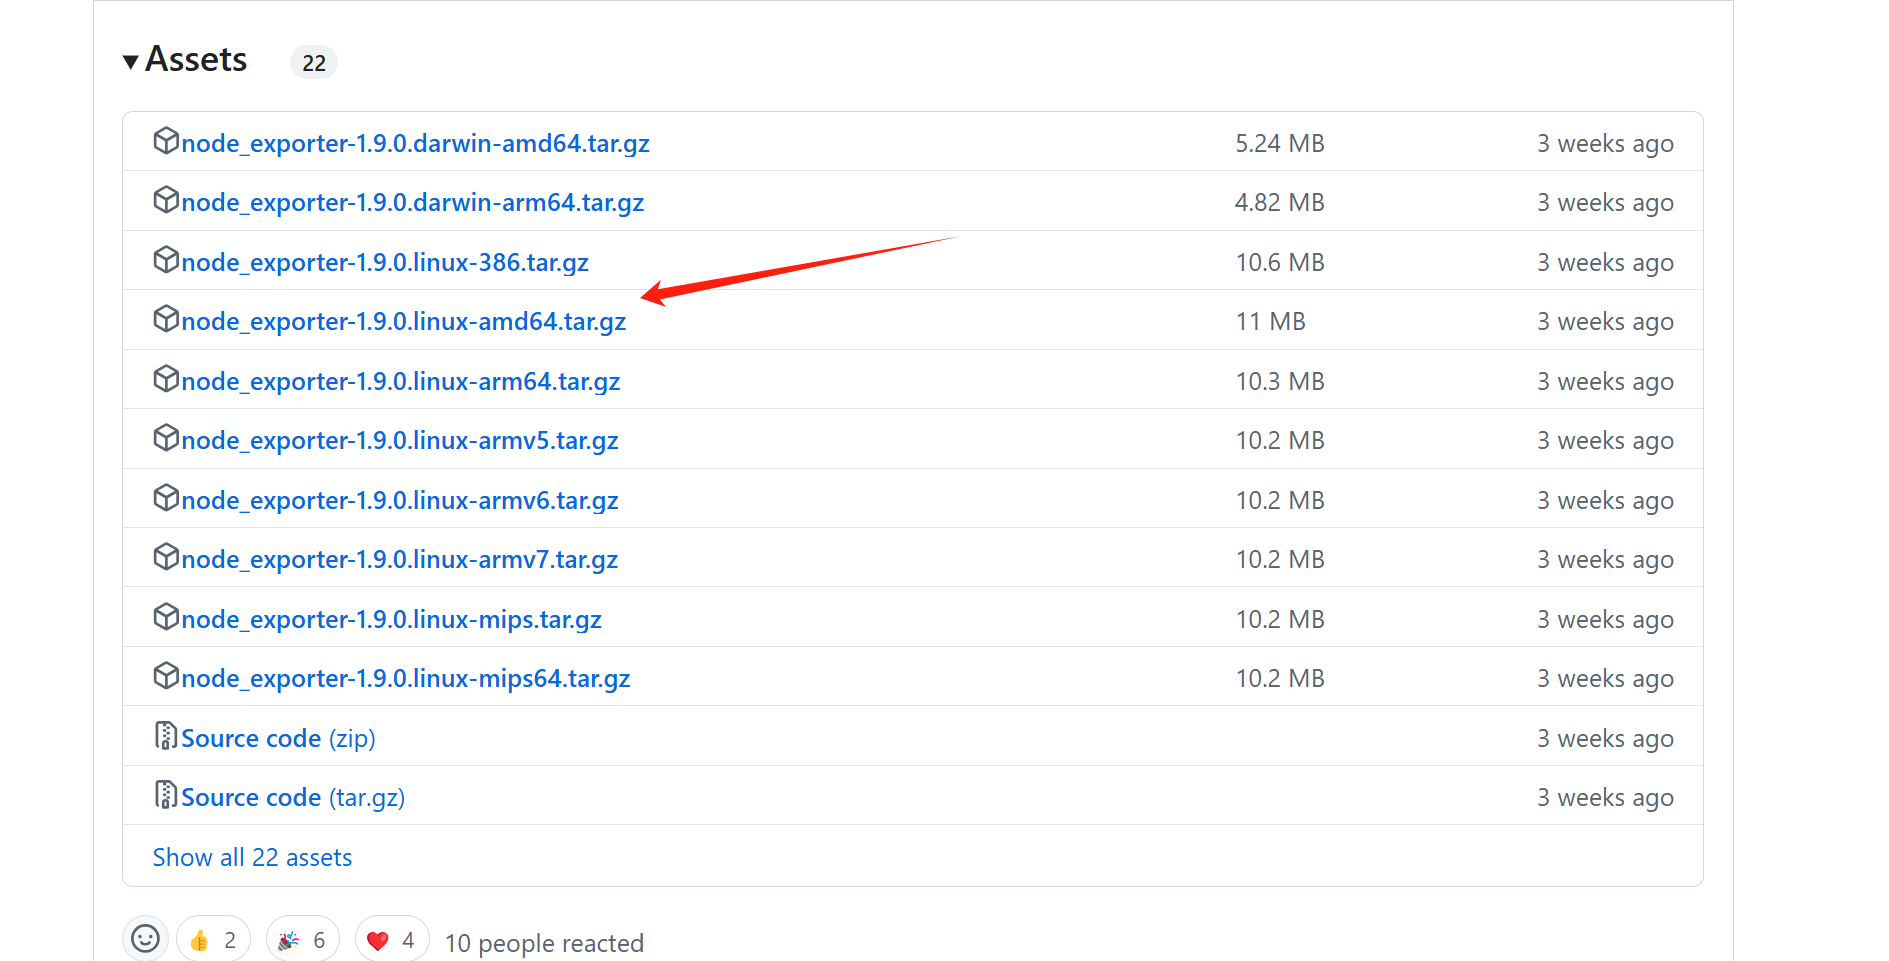 Assets 22
node_exporter-1.9.0.darwin-amd64.tar.gz 5.24 MB 3 weeks ago
node_exporter-1.9.0.darwin-arm64.tar.gz 4.82 MB 3 weeks ago
node_exporter-1.9.0.linux-386.tar.gz 10.6 MB 3 weeks ago
node_exporter-1.9.0.linux-amd64.tar.gz 11 MB 3 weeks ago
node_exporter-1.9.0.linux-arm64.tar.gz 10.3 MB 3 weeks ago
node_exporter-1.9.0.linux-armv5.tar.gz 10.2 MB 3 weeks ago
node_exporter-1.9.0.linux-armv6.tar.gz 10.2 MB 3 weeks ago
node_exporter-1.9.0.linux-armv7.tar.gz 10.2 MB 3 weeks ago
node_exporter-1.9.0.linux-mips.tar.gz 10.2 MB 3 weeks ago
node_exporter-1.9.0.linux-mips64.tar.gz 10.2 MB 3 weeks ago
Source code (zip) 3 weeks ago
Source code (tar.gz) 3 weeks ago
Show all 22 assets
2 6 4 10 people reacted